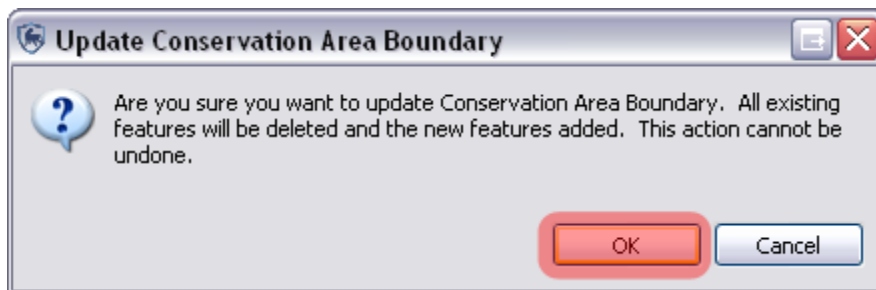 Update Conservation Area Boundary
Are you sure you want to update Conservation Area Boundary.  All existing
features will be deleted and the new features added.  This action cannot be
undone.
OK
Cancel